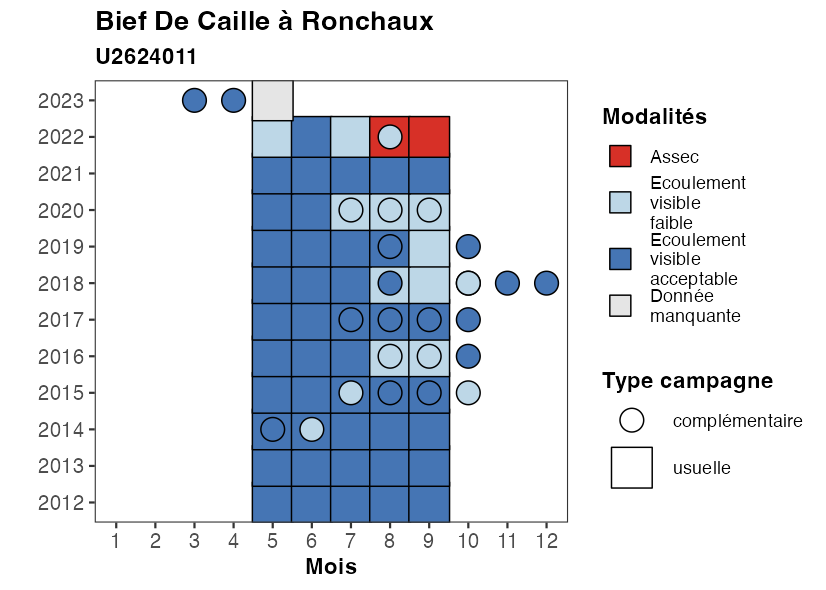 Bief De Caille à Ronchaux
U2624011
2023
2022
2021
2020
2019
2018
2017
2016
2015
2014
2013
2012
1 2 3 4 5 6 7 8 9 10 11 12
Mois
Modalités
Assec
Ecoulement
visible
faible
Ecoulement
visible
acceptable
Donnée
manquante
Type campagne
complémentaire
usuelle